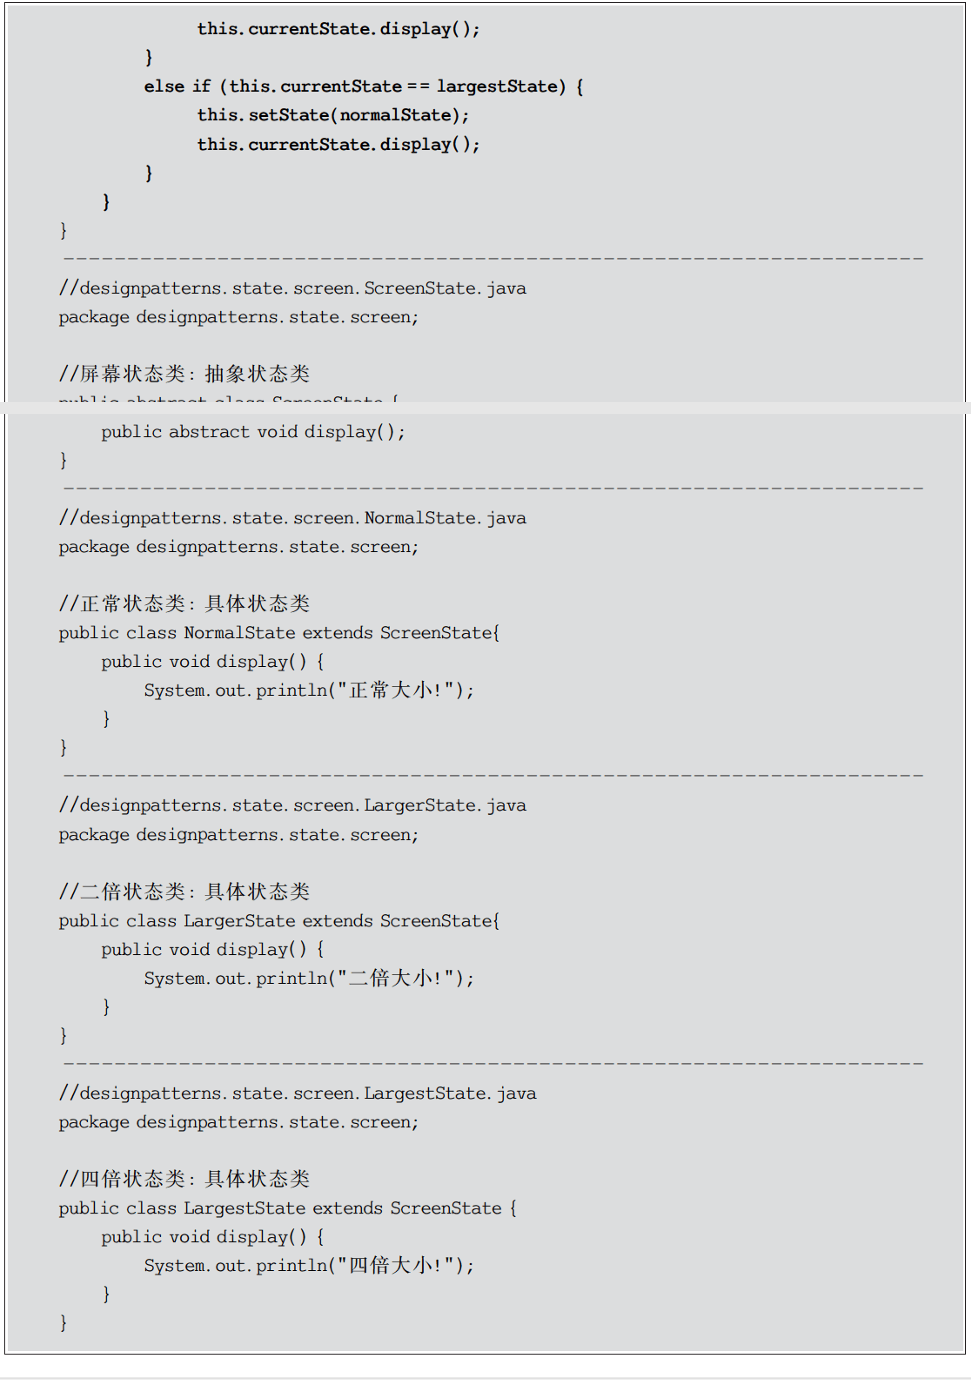 this.currentState.display();
}
else if (this.currentState == largestState) {
this.setState(normalState);
this.currentState.display();
}
}
}
//designpatterns.state.screen.ScreenState.java
package designpatterns.state.screen;
//屏幕状态类：抽象状态类
public abstract class ScreenState {
public abstract void display();
}
//designpatterns.state.screen.NormalState.java
package designpatterns.state.screen;
//正常状态类：具体状态类
public class NormalState extends ScreenState{
public void display() {
System.out.println("正常大小!");
}
}
//designpatterns.state.screen.LargerState.java
package designpatterns.state.screen;
//二倍状态类：具体状态类
public class LargerState extends ScreenState{
public void display() {
System.out.println("二倍大小!");
}
}
//designpatterns.state.screen.LargestState.java
package designpatterns.state.screen;
//四倍状态类：具体状态类
public class LargestState extends ScreenState {
public void display() {
System.out.println("四倍大小!");
}
}